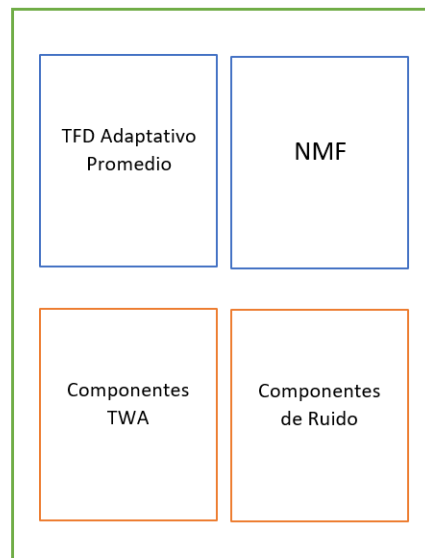 TFD Adaptativo
Promedio
NMF
Componentes
TWA
Componentes
de Ruido